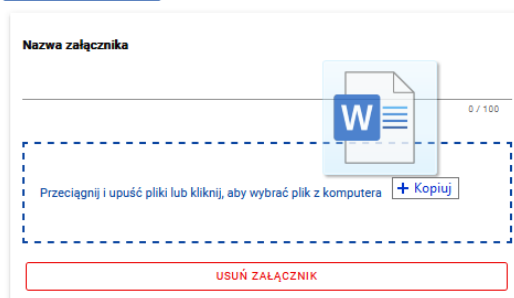 Nazwa załącznika
W
0 / 100
Przeciągnij i upuść pliki lub kliknij, aby wybrać plik z komputera
+ Kopiuj
USUŃ ZAŁĄCZNIK